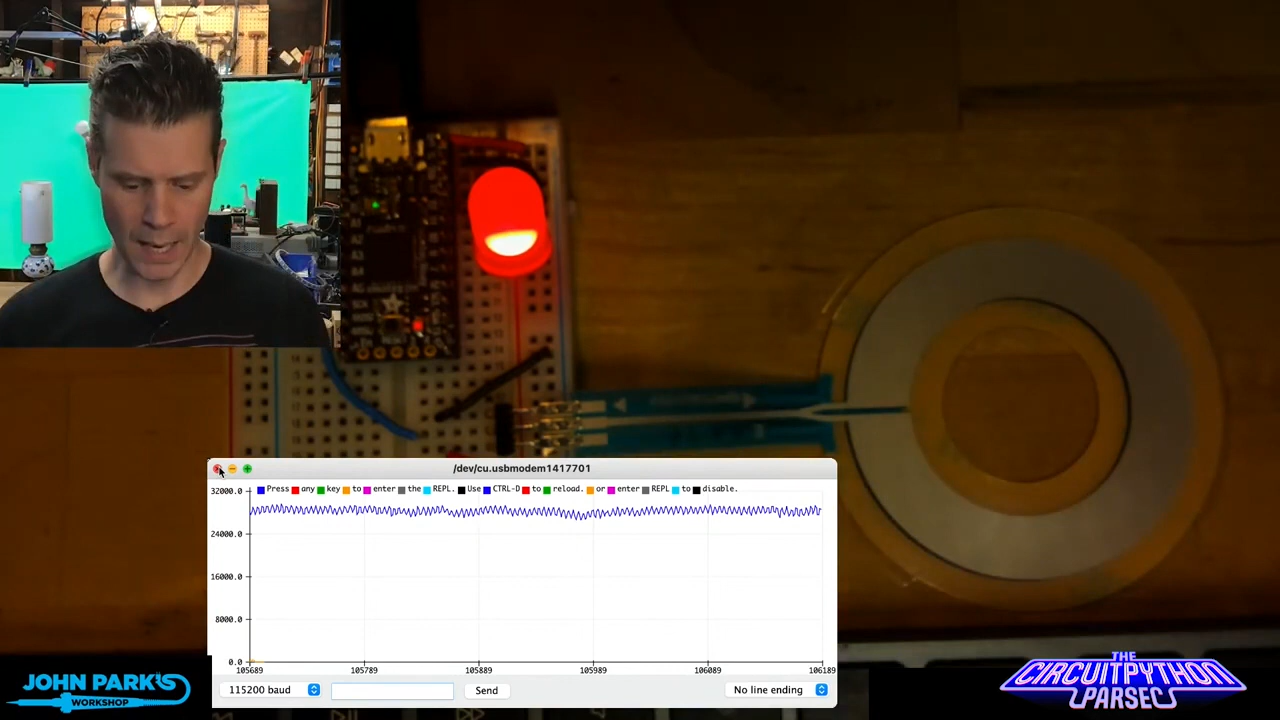 /dev/cu.usbmodem1417701
Press any key to enter the REPL. Use CTRL-D to reload. or enter REPL to disable.
32000.0
24000.0
16000.0
8000.0
0.0
105689 105789 105889 105989 106089 106189
115200 baud Send No line ending
JOHN PARK'S
WORKSHOP
THE
CIRCUITPYTHON
PARSEC